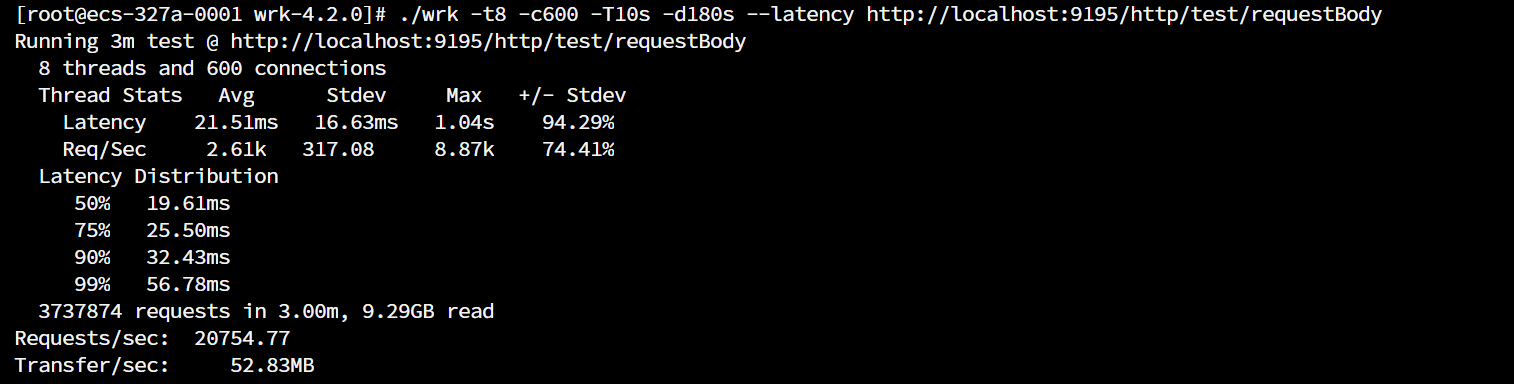 [root@ecs-327a-0001 wrk-4.2.0]# ./wrk -t8 -c600 -T10s -d180s --latency http://localhost:9195/http/test/requestBody
Running 3m test @ http://localhost:9195/http/test/requestBody
  8 threads and 600 connections
  Thread Stats   Avg      Stdev     Max   +/- Stdev
    Latency    21.51ms   16.63ms   1.04s    94.29%
    Req/Sec     2.61k   317.08     8.87k    74.41%
  Latency Distribution
     50%   19.61ms
     75%   25.50ms
     90%   32.43ms
     99%   56.78ms
  3737874 requests in 3.00m, 9.29GB read
Requests/sec:  20754.77
Transfer/sec:     52.83MB